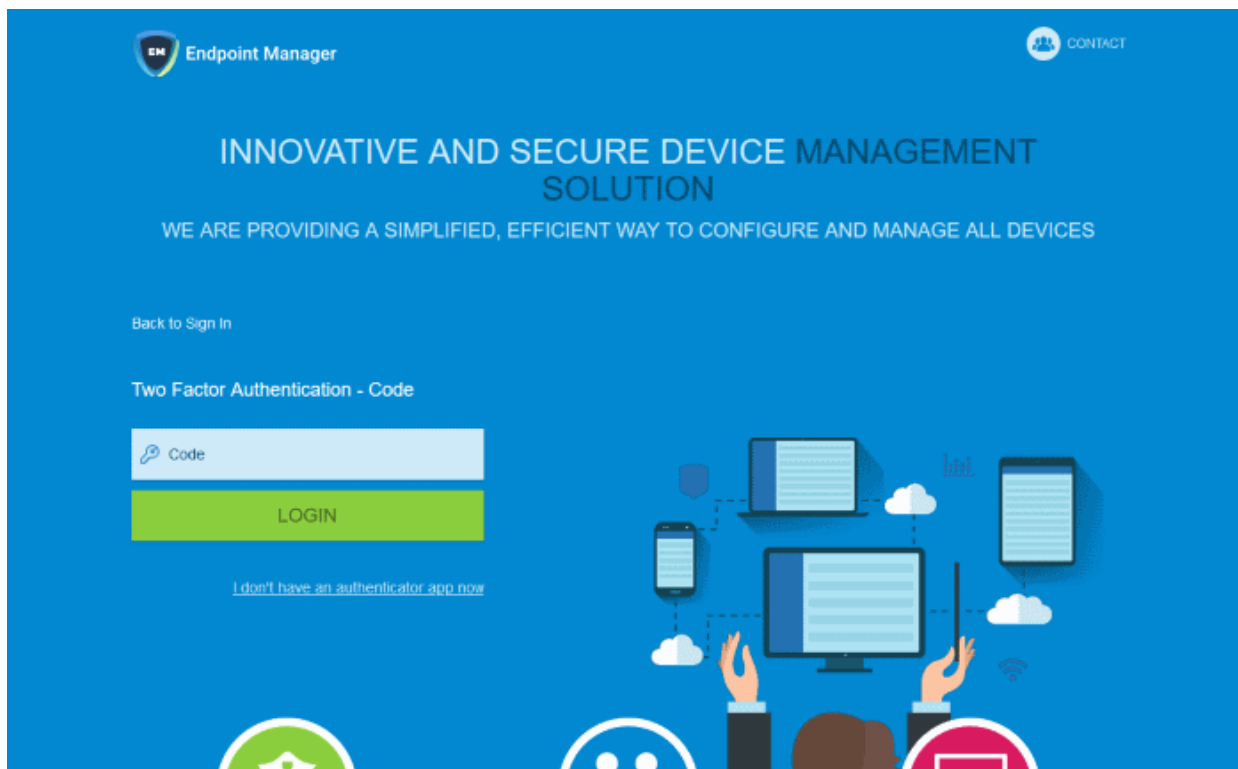 EM Endpoint Manager
CONTACT
INNOVATIVE AND SECURE DEVICE MANAGEMENT
SOLUTION
WE ARE PROVIDING A SIMPLIFIED, EFFICIENT WAY TO CONFIGURE AND MANAGE ALL DEVICES
Back to Sign In
Two Factor Authentication - Code
Code
LOGIN
I don't have an authenticator app now